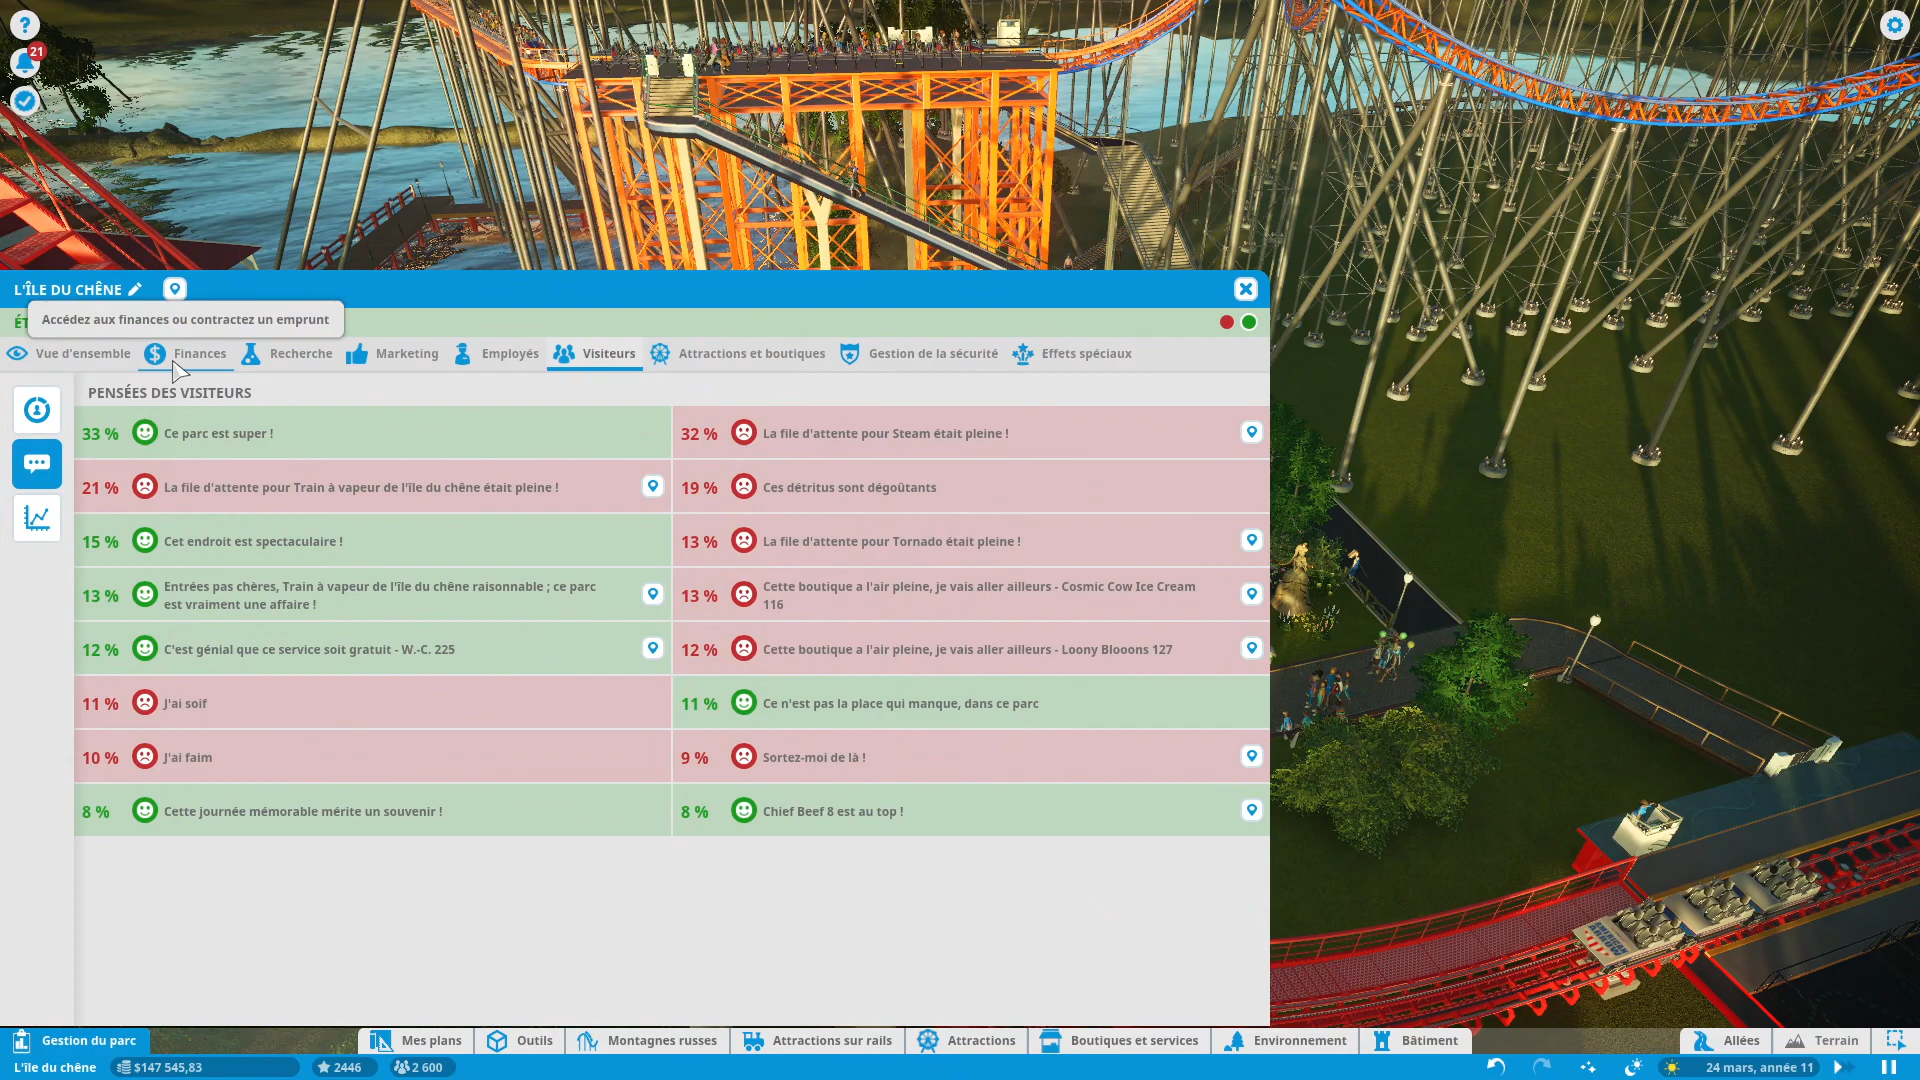 ?
21
L'ÎLE DU CHÊNE
Accédez aux finances ou contractez un emprunt
ÉT
Vue d'ensemble
Finances
Recherche
Marketing
Employés
Visiteurs
Attractions et boutiques
Gestion de la sécurité
Effets spéciaux
PENSÉES DES VISITEURS
33 % Ce parc est super !
32 % La file d'attente pour Steam était pleine !
21 % La file d'attente pour Train à vapeur de l'île du chêne était pleine !
19 % Ces détritus sont dégoûtants
15 % Cet endroit est spectaculaire !
13 % La file d'attente pour Tornado était pleine !
13 % Entrées pas chères, Train à vapeur de l'île du chêne raisonnable ; ce parc
est vraiment une affaire !
13 % Cette boutique a l'air pleine, je vais aller ailleurs - Cosmic Cow Ice Cream
116
12 % C'est génial que ce service soit gratuit - W.-C. 225
12 % Cette boutique a l'air pleine, je vais aller ailleurs - Loony Blooons 127
11 % J'ai soif
11 % Ce n'est pas la place qui manque, dans ce parc
10 % J'ai faim
9 % Sortez-moi de là !
8 % Cette journée mémorable mérite un souvenir !
8 % Chief Beef 8 est au top !
Gestion du parc
Mes plans
Outils
Montagnes russes
Attractions sur rails
Attractions
Boutiques et services
Environnement
Bâtiment
Allées
Terrain
L'île du chêne
$147 545,83
2446
2 600
24 mars, année 11